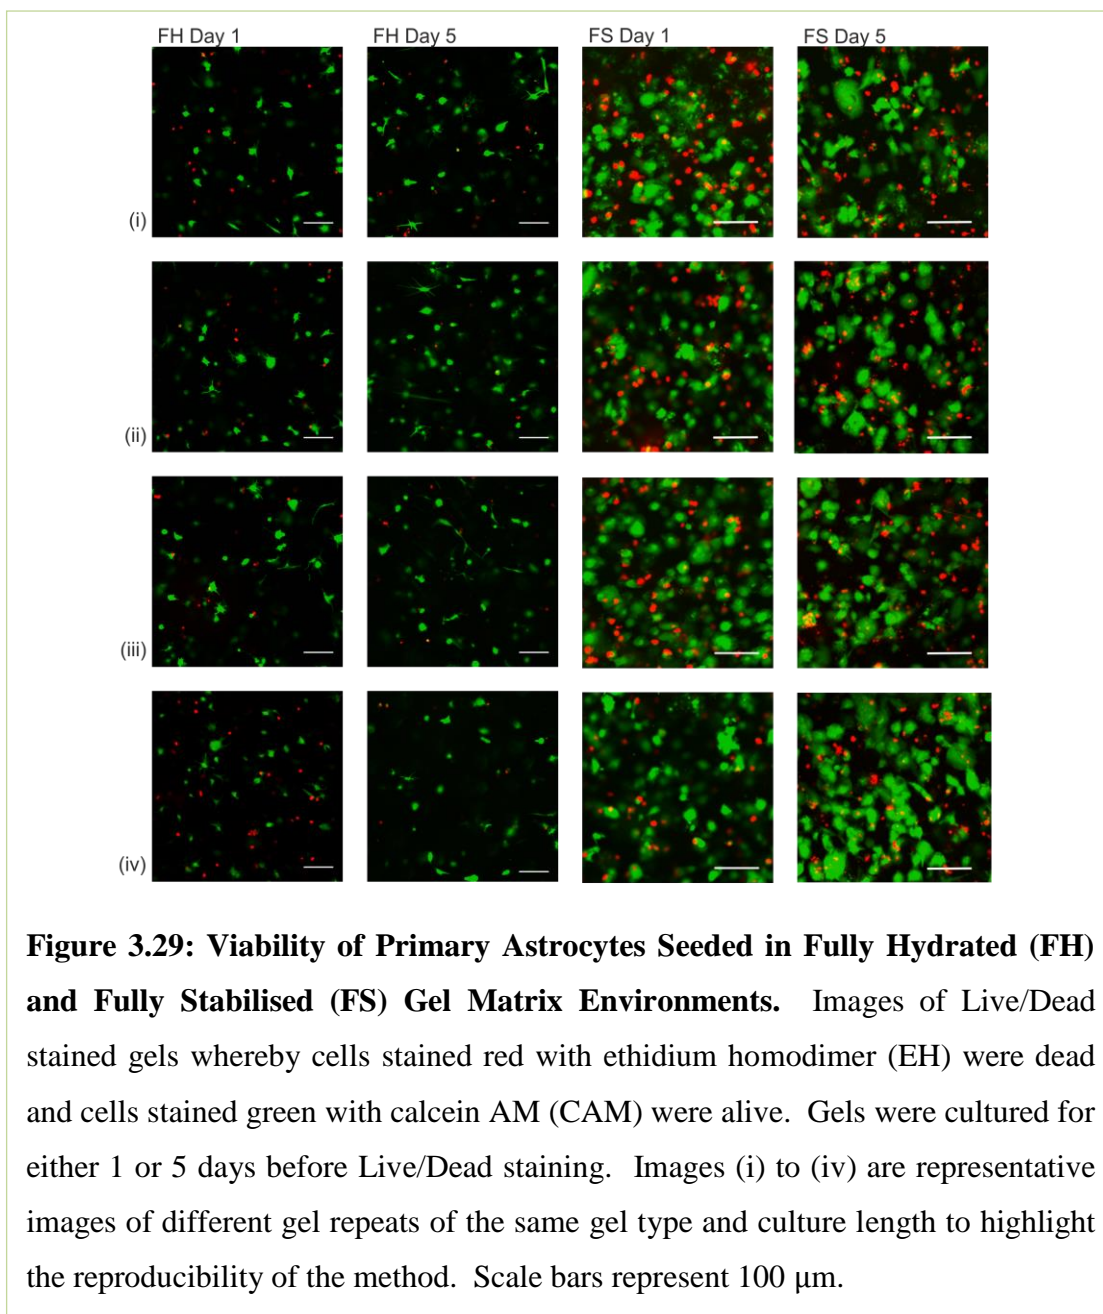 FH Day 1 FH Day 5 FS Day 1 FS Day 5
(i)
(ii)
(iii)
(iv)
Figure 3.29: Viability of Primary Astrocytes Seeded in Fully Hydrated (FH)
and Fully Stabilised (FS) Gel Matrix Environments. Images of Live/Dead
stained gels whereby cells stained red with ethidium homodimer (EH) were dead
and cells stained green with calcein AM (CAM) were alive. Gels were cultured for
either 1 or 5 days before Live/Dead staining. Images (i) to (iv) are representative
images of different gel repeats of the same gel type and culture length to highlight
the reproducibility of the method. Scale bars represent 100 μm.